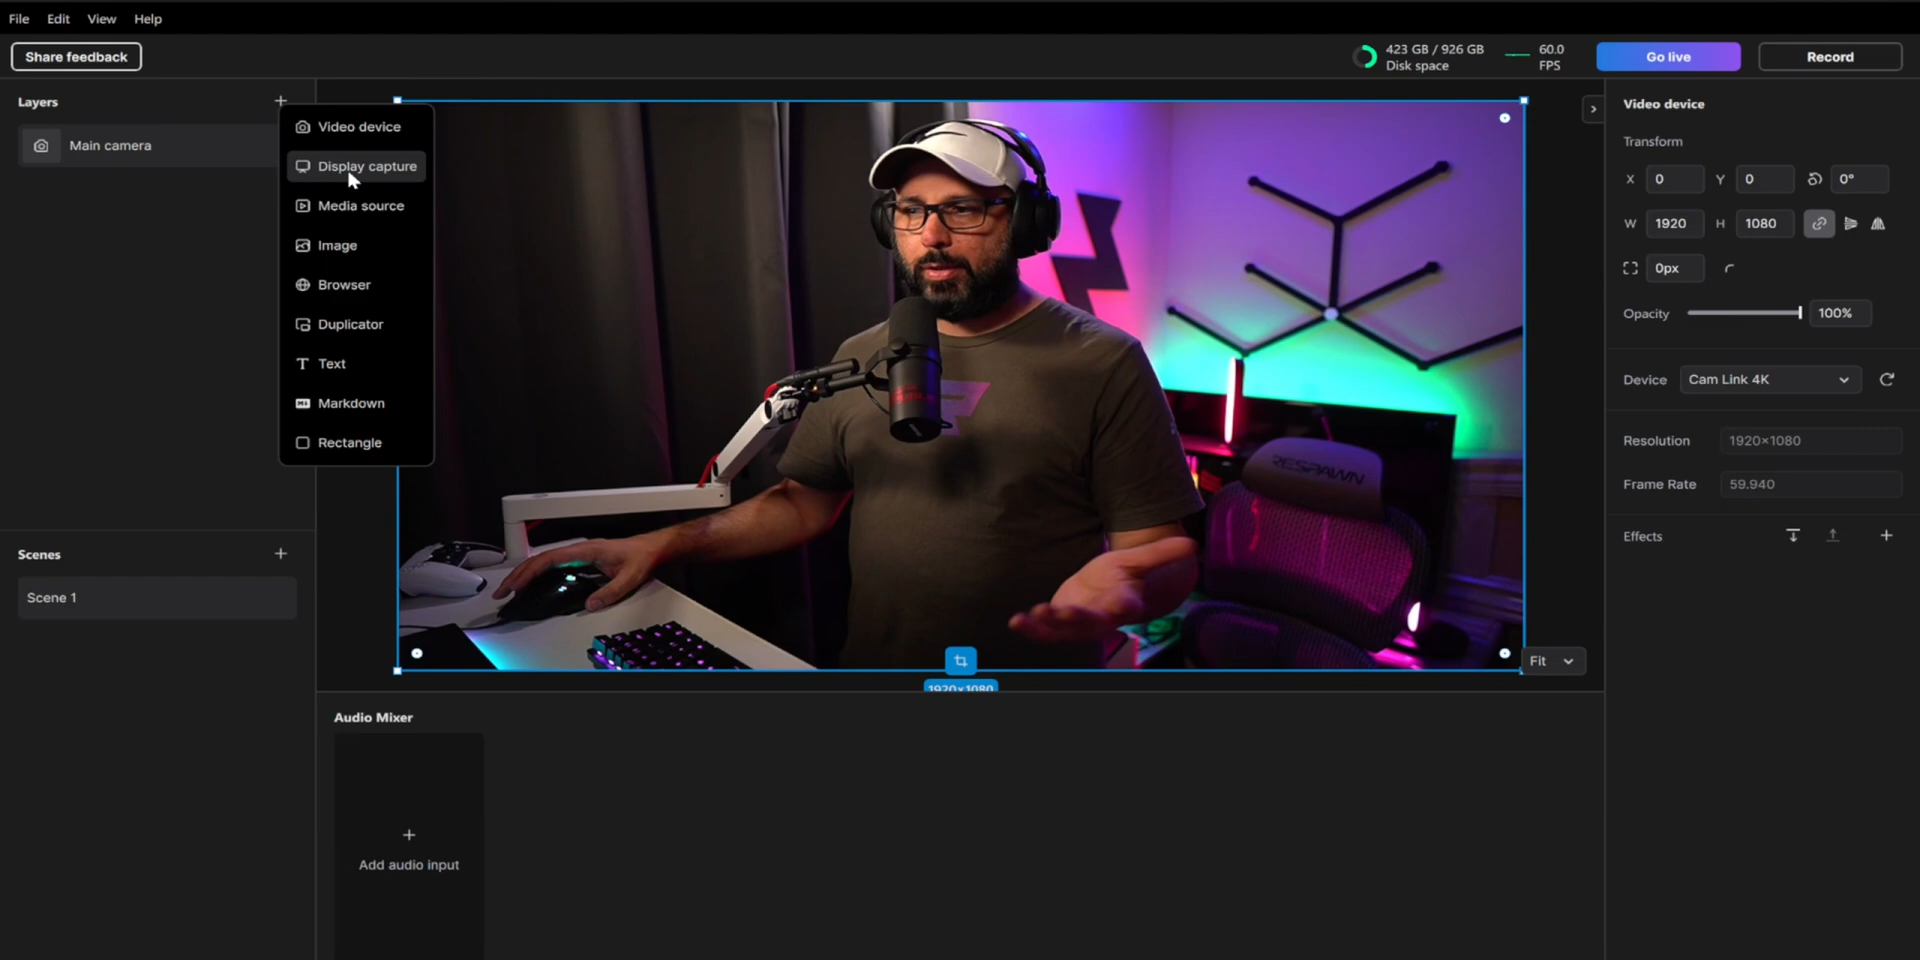 File Edit View Help
Share feedback
423 GB / 926 GB
Disk space
60.0
FPS
Go live
Record
Layers
Main camera
Video device
Display capture
Media source
Image
Browser
Duplicator
Text
Markdown
Rectangle
Scenes
Scene 1
RESPAWN
Fit
1920×1080
Audio Mixer
Add audio input
Video device
Transform
X 0 Y 0 0°
W 1920 H 1080
0px
Opacity 100%
Device Cam Link 4K
Resolution 1920×1080
Frame Rate 59.940
Effects